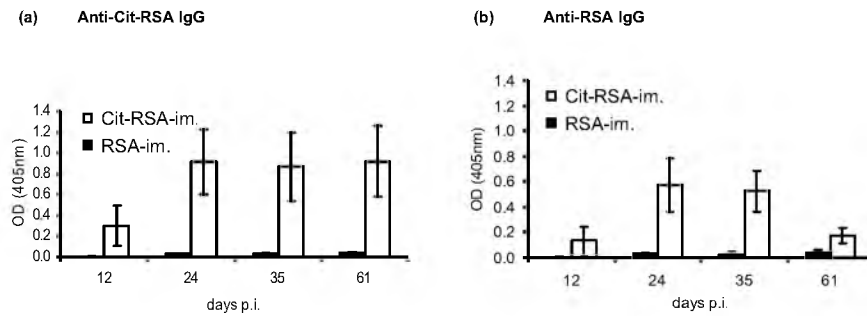 (a) Anti-Cit-RSA IgG
1.4
1.2
1.0
0.8
0.6
0.4
0.2
0.0
OD (405nm)
Cit-RSA-im.
RSA-im.
12 24 35 61
days p.i.
(b) Anti-RSA IgG
1.4
1.2
1.0
0.8
0.6
0.4
0.2
0.0
OD (405nm)
Cit-RSA-im.
RSA-im.
12 24 35 61
days p.i.